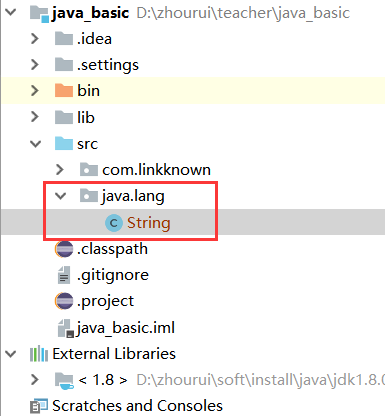 java_basic D:\zhourui\teacher\java_basic
.idea
.settings
bin
lib
src
com.linkknown
java.lang
C String
.classpath
.gitignore
.project
java_basic.iml
External Libraries
< 1.8 > D:\zhourui\soft\install\java\jdk1.8.0
Scratches and Consoles